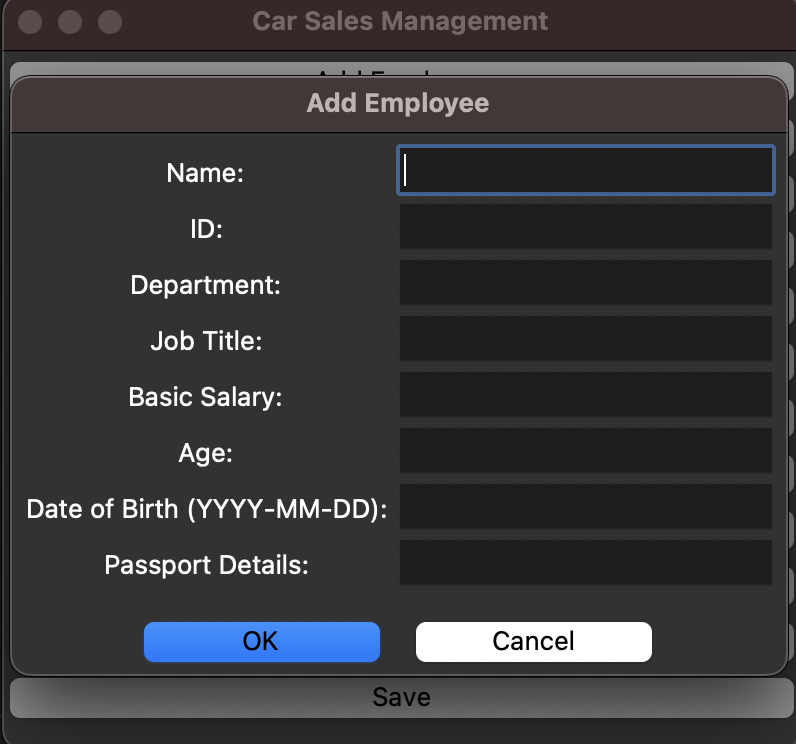 Car Sales Management
Add Employee
Name:
ID:
Department:
Job Title:
Basic Salary:
Age:
Date of Birth (YYYY-MM-DD):
Passport Details:
OK Cancel
Save